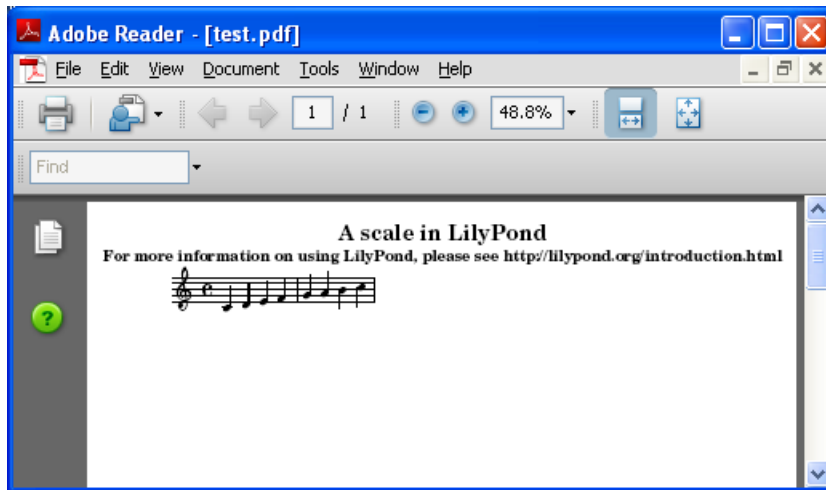 Adobe Reader - [test.pdf]
File Edit View Document Tools Window Help
1 / 1 48.8%
Find
A scale in LilyPond
For more information on using LilyPond, please see http://lilypond.org/introduction.html